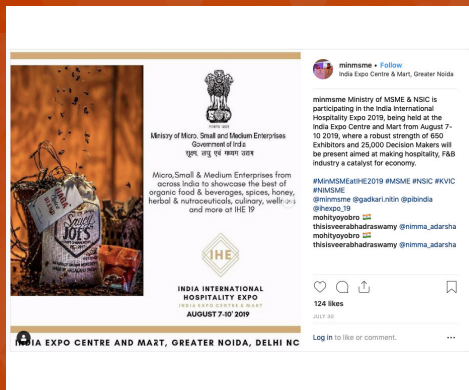 Ministry of Micro, Small and Medium Enterprises
Government of India
सूक्ष्म, लघु एवं मध्यम उद्यम
Micro,Small & Medium Enterprises from
across India to showcase the best of
organic food & beverages, spices, honey,
herbal & nutraceuticals, culinary, wellness
and more at IHE 19
IHE
INDIA INTERNATIONAL
HOSPITALITY EXPO
INDIA EXPO CENTRE & MART
AUGUST 7-10' 2019
JOE'S
INDIA EXPO CENTRE AND MART, GREATER NOIDA, DELHI NC
minmsme • Follow
India Expo Centre & Mart, Greater Noida
minmsme Ministry of MSME & NSIC is
participating in the India International
Hospitality Expo 2019, being held at the
India Expo Centre and Mart from August 7-
10 2019, where a robust strength of 650
Exhibitors and 25,000 Decision Makers will
be present aimed at making hospitality, F&B
industry a catalyst for economy.
#MinMSMEatIHE2019 #MSME #NSIC #KVIC
#NIMSME
@minmsme @gadkari.nitin @pibindia
@ihexpo_19
mohityoyobro 🇮🇳
thisisveerabhadraswamy @nimma_adarsha
mohityoyobro 🇮🇳
thisisveerabhadraswamy @nimma_adarsha
124 likes
JULY 30
Log in to like or comment.